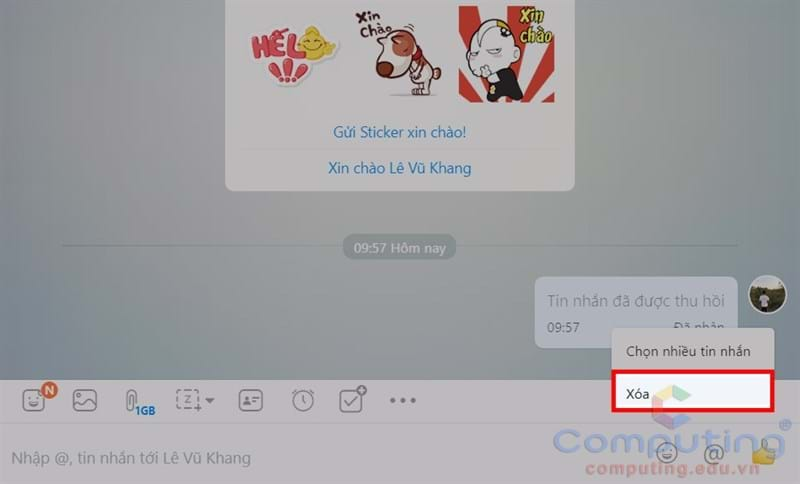 HẾLO
!!!
Xin
chào
Xin
chào
Gửi Sticker xin chào!
Xin chào Lê Vũ Khang
09:57 Hôm nay
Tin nhắn đã được thu hồi
09:57 Đã nhận
Chọn nhiều tin nhắn
Xóa
N
1GB
Z
Computing®
Nhập @, tin nhắn tới Lê Vũ Khang
@
computing.edu.vn